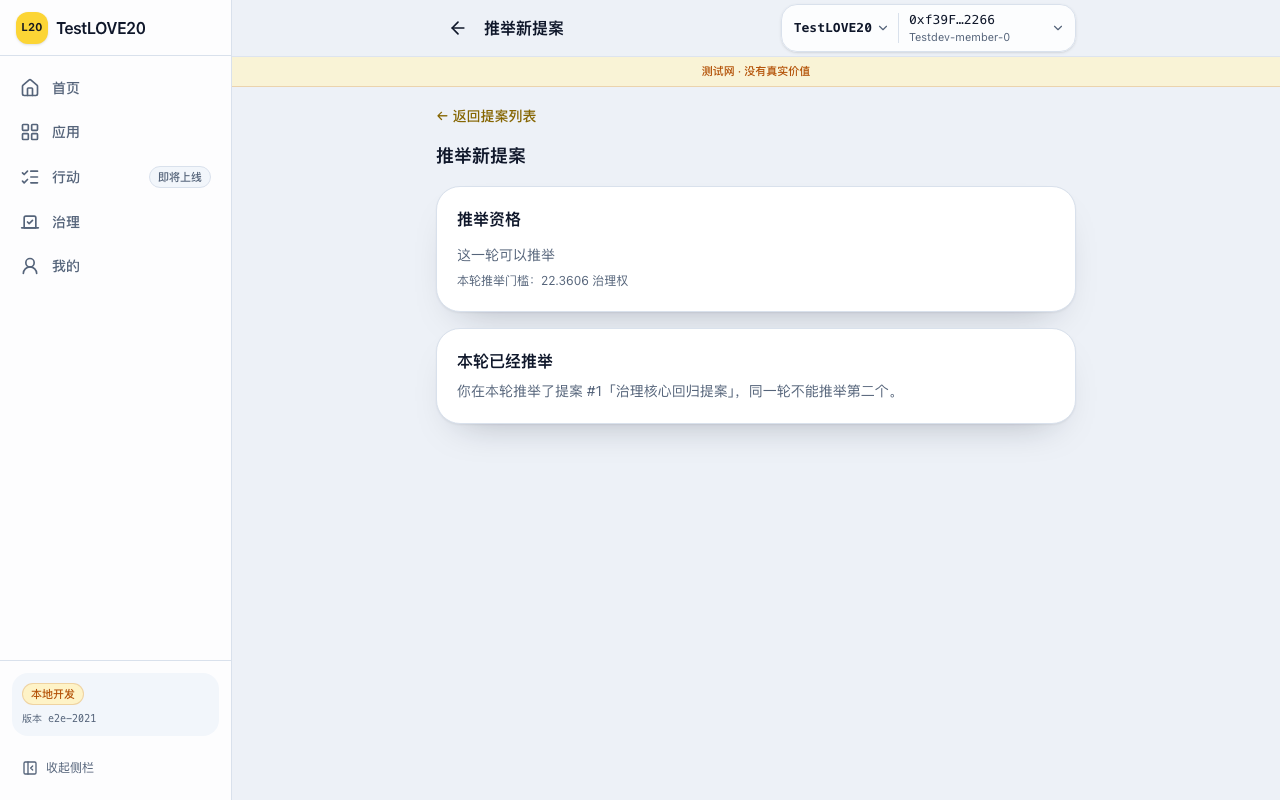 L20 TestLOVE20
首页
应用
行动 即将上线
治理
我的
本地开发
版本 e2e-2021
收起侧栏
← 推举新提案
TestLOVE20
0xf39F…2266
Testdev-member-0
测试网 · 没有真实价值
← 返回提案列表
推举新提案
推举资格
这一轮可以推举
本轮推举门槛：22.3606 治理权
本轮已经推举
你在本轮推举了提案 #1「治理核心回归提案」，同一轮不能推举第二个。